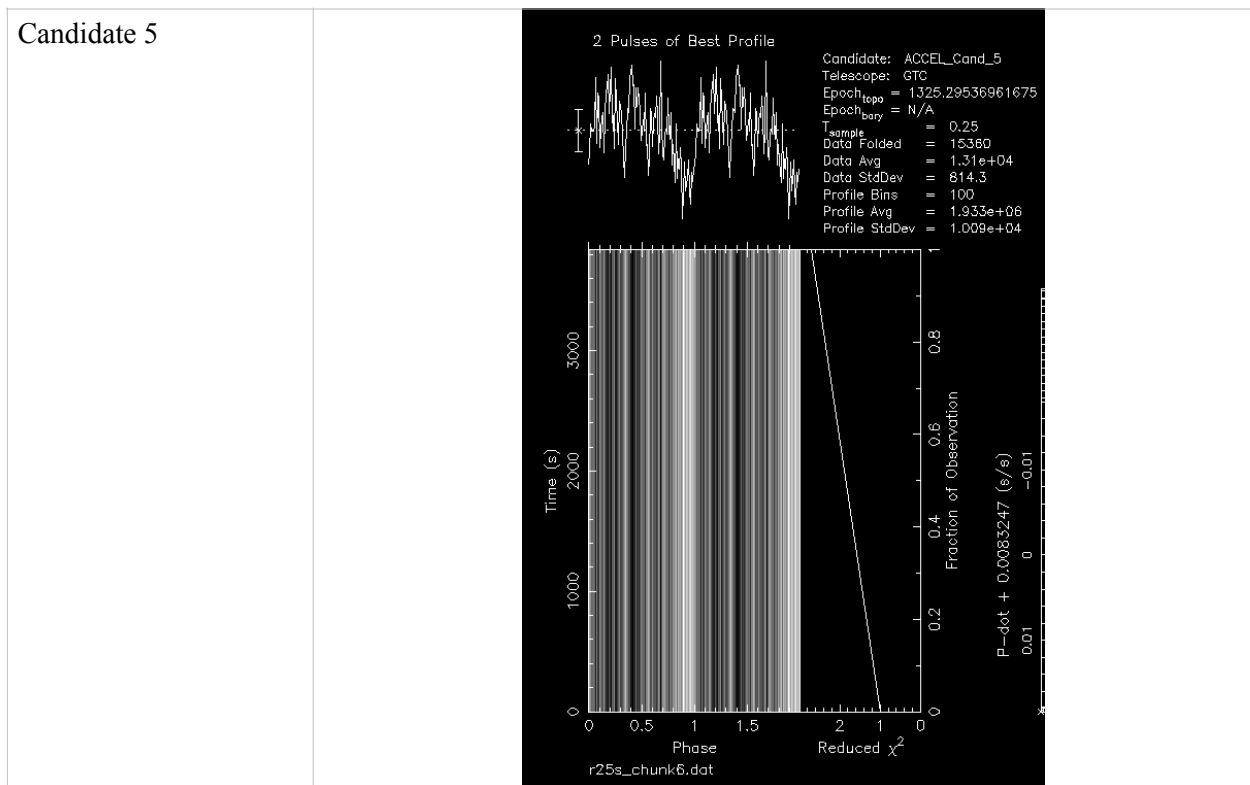 Candidate 5
2 Pulses of Best Profile
Candidate: ACCEL_Cand_5
Telescope: GTC
Epoch_topo = 1325.29536961675
Epoch_bary = N/A
T_sample = 0.25
Data Folded = 15360
Data Avg = 1.31e+04
Data StdDev = 814.3
Profile Bins = 100
Profile Avg = 1.933e+06
Profile StdDev = 1.009e+04
Time (s)
0 1000 2000 3000
0 0.5 1 1.5
Phase
Fraction of Observation
0 0.2 0.4 0.6 0.8 1
2 1 0
Reduced χ²
P-dot + 0.0083247 (s/s)
0.01 0 −0.01
r25s_chunk6.dat